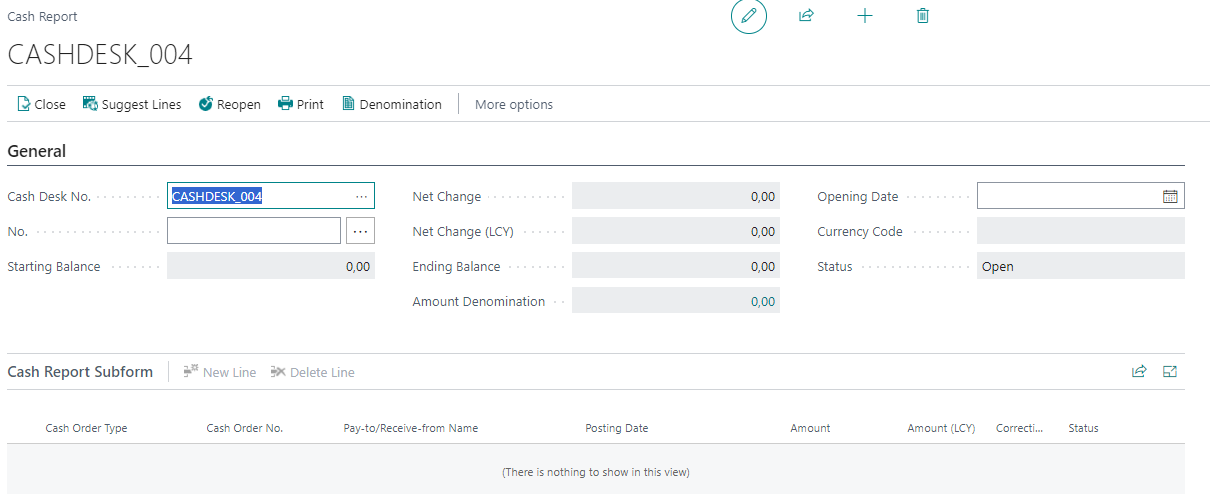 Cash Report
CASHDESK_004
Close Suggest Lines Reopen Print Denomination More options
General
Cash Desk No. CASHDESK_004 ... Net Change 0,00 Opening Date
No. ... Net Change (LCY) 0,00 Currency Code
Starting Balance 0,00 Ending Balance 0,00 Status Open
Amount Denomination 0,00
Cash Report Subform New Line Delete Line
Cash Order Type Cash Order No. Pay-to/Receive-from Name Posting Date Amount Amount (LCY) Correcti... Status
(There is nothing to show in this view)